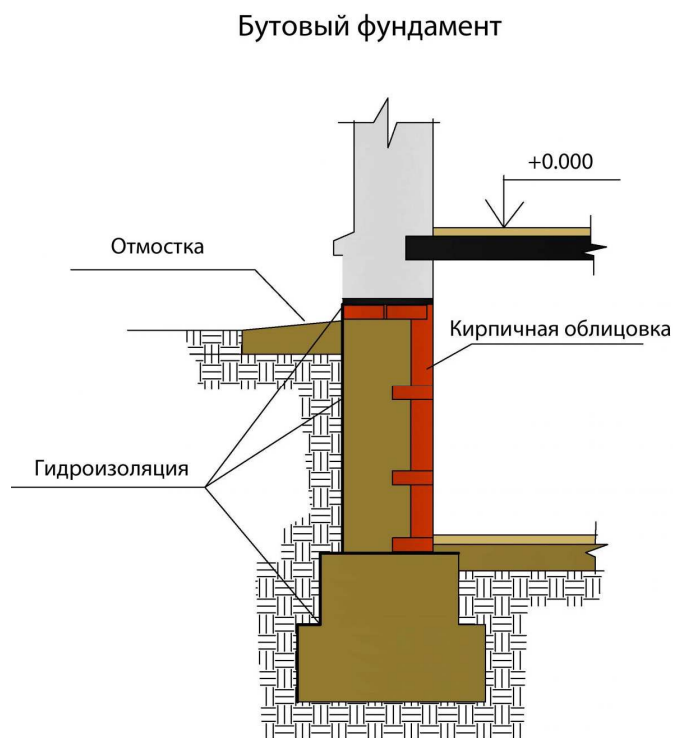 Бутовый фундамент
+0.000
Отмостка
Кирпичная облицовка
Гидроизоляция